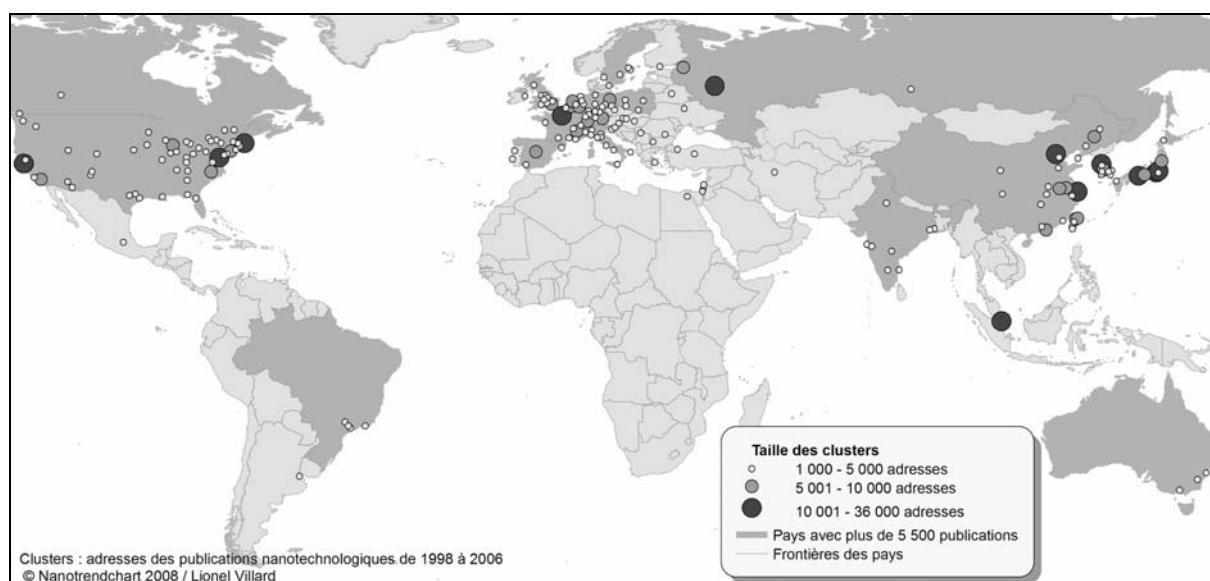 Taille des clusters
1 000 - 5 000 adresses
5 001 - 10 000 adresses
10 001 - 36 000 adresses
Pays avec plus de 5 500 publications
Frontières des pays
Clusters : adresses des publications nanotechnologiques de 1998 à 2006
© Nanotrendchart 2008 / Lionel Villard